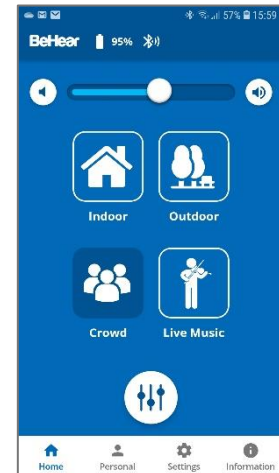 57% 15:59
BeHear 95%
Indoor Outdoor
Crowd Live Music
Home Personal Settings Information